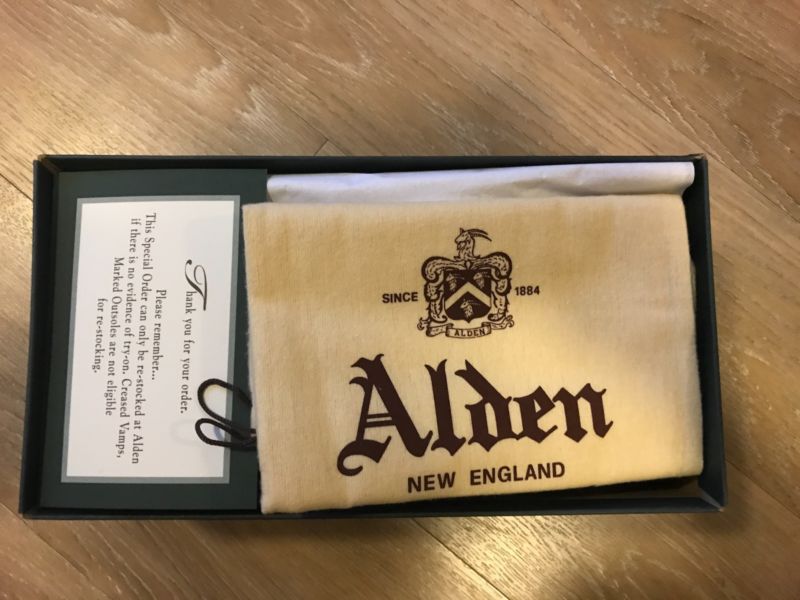 Thank you for your order.
Please remember...
This Special Order can only be re-stocked at Alden
if there is no evidence of try-on. Creased Vamps,
Marked Outsoles are not eligible
for re-stocking.
SINCE 1884
ALDEN
Alden
NEW ENGLAND